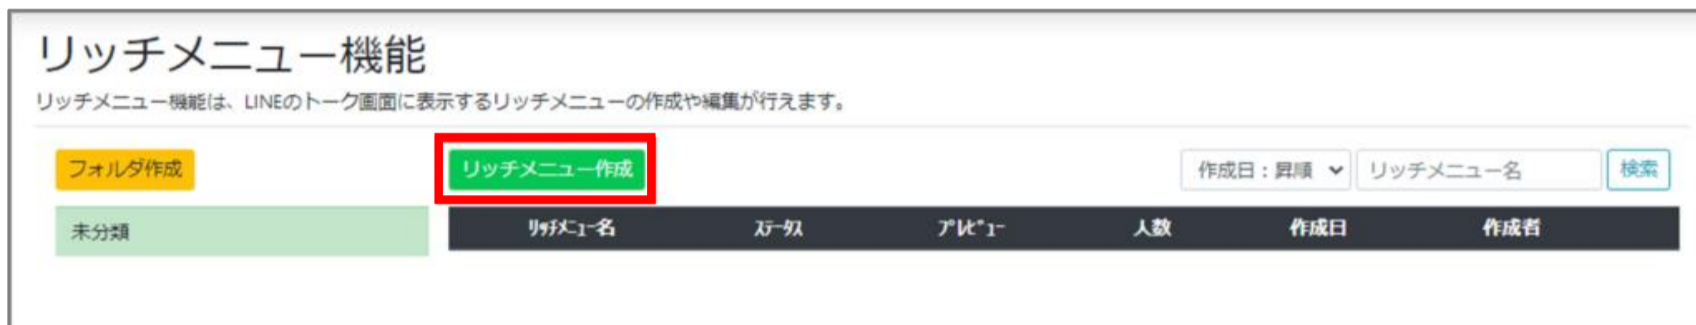 リッチメニュー機能
リッチメニュー機能は、LINEのトーク画面に表示するリッチメニューの作成や編集が行えます。
フォルダ作成 リッチメニュー作成 作成日：昇順 リッチメニュー名 検索
未分類 ﾘｯﾁﾒﾆｭｰ名 ｽﾃｰﾀｽ ﾌﾟﾚﾋﾞｭｰ 人数 作成日 作成者